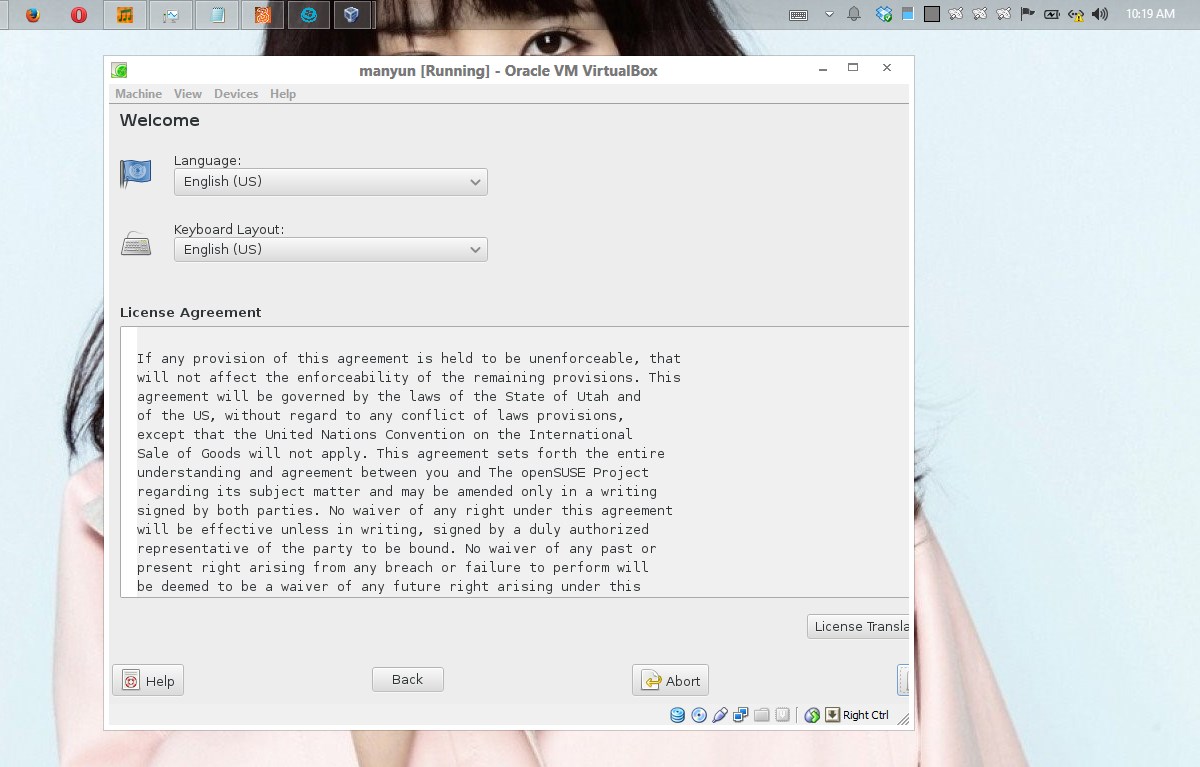 10:19 AM
manyun [Running] - Oracle VM VirtualBox
Machine View Devices Help
Welcome
Language:
English (US)
Keyboard Layout:
English (US)
License Agreement
If any provision of this agreement is held to be unenforceable, that
will not affect the enforceability of the remaining provisions. This
agreement will be governed by the laws of the State of Utah and
of the US, without regard to any conflict of laws provisions,
except that the United Nations Convention on the International
Sale of Goods will not apply. This agreement sets forth the entire
understanding and agreement between you and The openSUSE Project
regarding its subject matter and may be amended only in a writing
signed by both parties. No waiver of any right under this agreement
will be effective unless in writing, signed by a duly authorized
representative of the party to be bound. No waiver of any past or
present right arising from any breach or failure to perform will
be deemed to be a waiver of any future right arising under this
License Transla
Help Back Abort
Right Ctrl